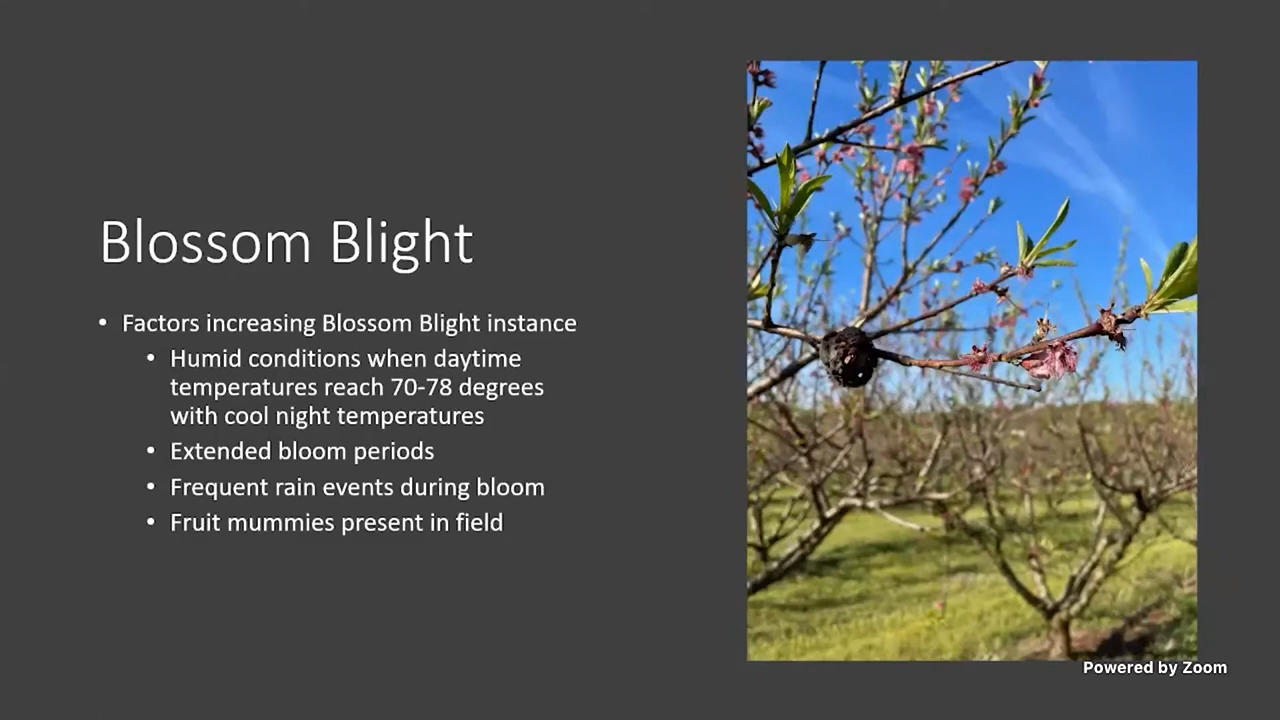 Blossom Blight
• Factors increasing Blossom Blight instance
• Humid conditions when daytime
temperatures reach 70-78 degrees
with cool night temperatures
• Extended bloom periods
• Frequent rain events during bloom
• Fruit mummies present in field
Powered by Zoom